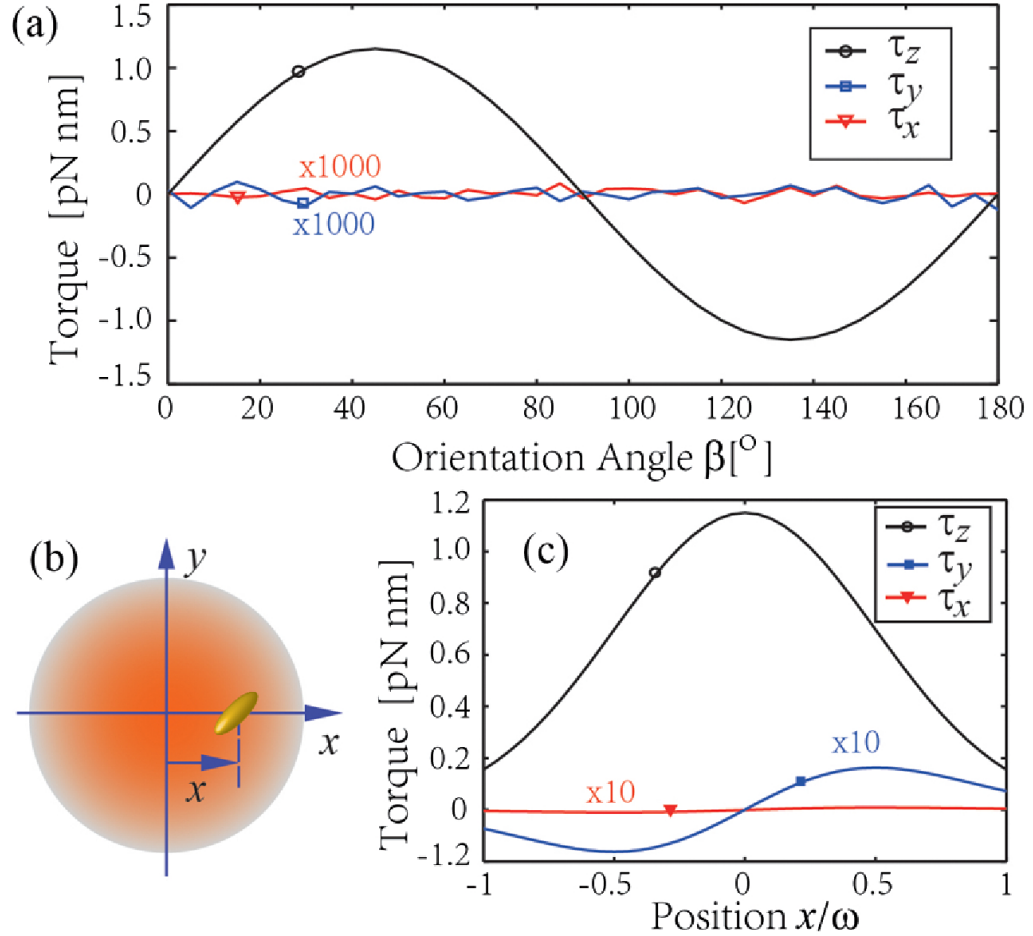 (a)
1.5
1.0
0.5
0
-0.5
-1.0
-1.5
Torque [pN nm]
τz
τy
τx
x1000
x1000
0 20 40 60 80 100 120 140 160 180
Orientation Angle β[°]
(b)
y
x
x
(c)
1.2
1.0
0.8
0.6
0.4
0.2
0
-1.2
Torque [pN nm]
τz
τy
τx
x10
x10
-1 -0.5 0 0.5 1
Position x/ω